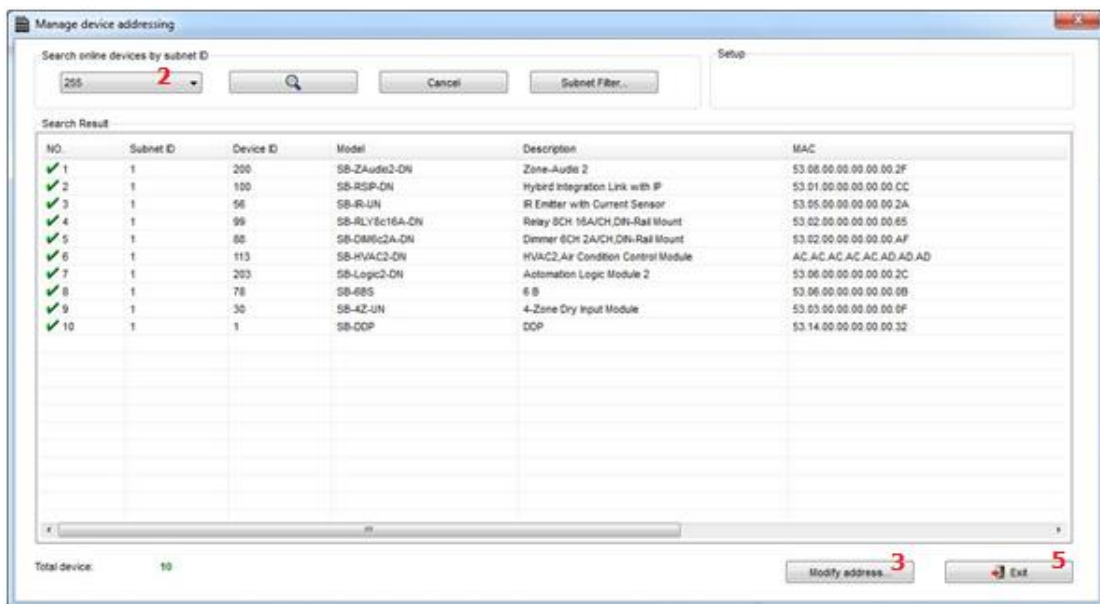 Manage device addressing
Search online devices by subnet ID
Setup
255 2 Cancel Subnet Filter...
Search Result
NO. Subnet ID Device ID Model Description MAC
1 1 200 SB-ZAudio2-DN Zone-Audio 2 53.08.00.00.00.00.00.2F
2 1 100 SB-RSIP-DN Hybird Integration Link with IP 53.01.00.00.00.00.00.CC
3 1 56 SB-IR-UN IR Emitter with Current Sensor 53.05.00.00.00.00.00.2A
4 1 99 SB-RLY8c16A-DN Relay 8CH 16A/CH,DIN-Rail Mount 53.02.00.00.00.00.00.65
5 1 88 SB-DIM6c2A-DN Dimmer 6CH 2A/CH,DIN-Rail Mount 53.02.00.00.00.00.00.AF
6 1 113 SB-HVAC2-DN HVAC2,Air Condition Control Module AC.AC.AC.AC.AC.AD.AD.AD
7 1 203 SB-Logic2-DN Automation Logic Module 2 53.06.00.00.00.00.00.2C
8 1 78 SB-6BS 6 B 53.06.00.00.00.00.00.0B
9 1 30 SB-4Z-UN 4-Zone Dry Input Module 53.03.00.00.00.00.00.0F
10 1 1 SB-DDP DDP 53.14.00.00.00.00.00.32
Total device: 10
Modify address... 3 Exit 5